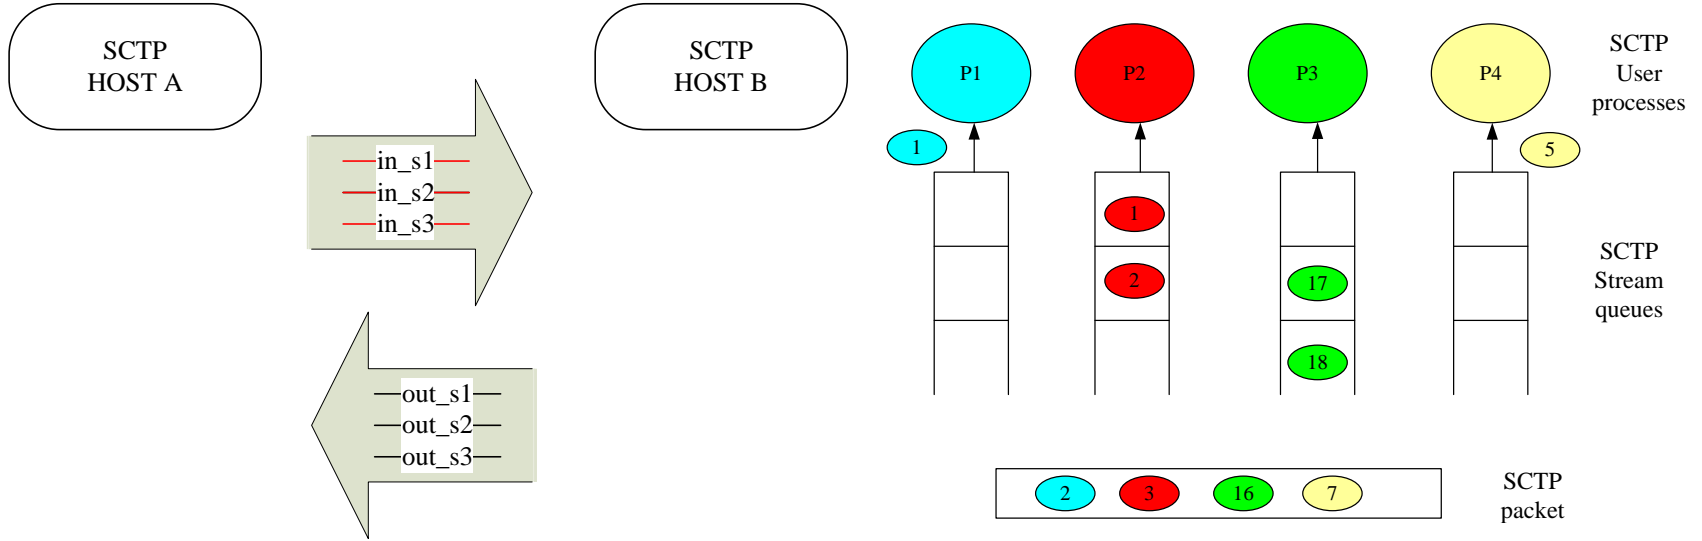 SCTP
HOST A
SCTP
HOST B
in_s1
in_s2
in_s3
out_s1
out_s2
out_s3
P1
P2
P3
P4
SCTP
User
processes
1
5
1
2
17
18
SCTP
Stream
queues
2
3
16
7
SCTP
packet